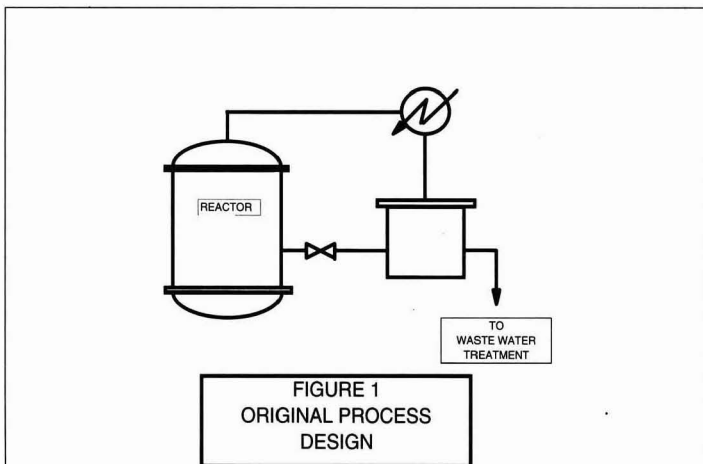 REACTOR
TO
WASTE WATER
TREATMENT
FIGURE 1
ORIGINAL PROCESS
DESIGN